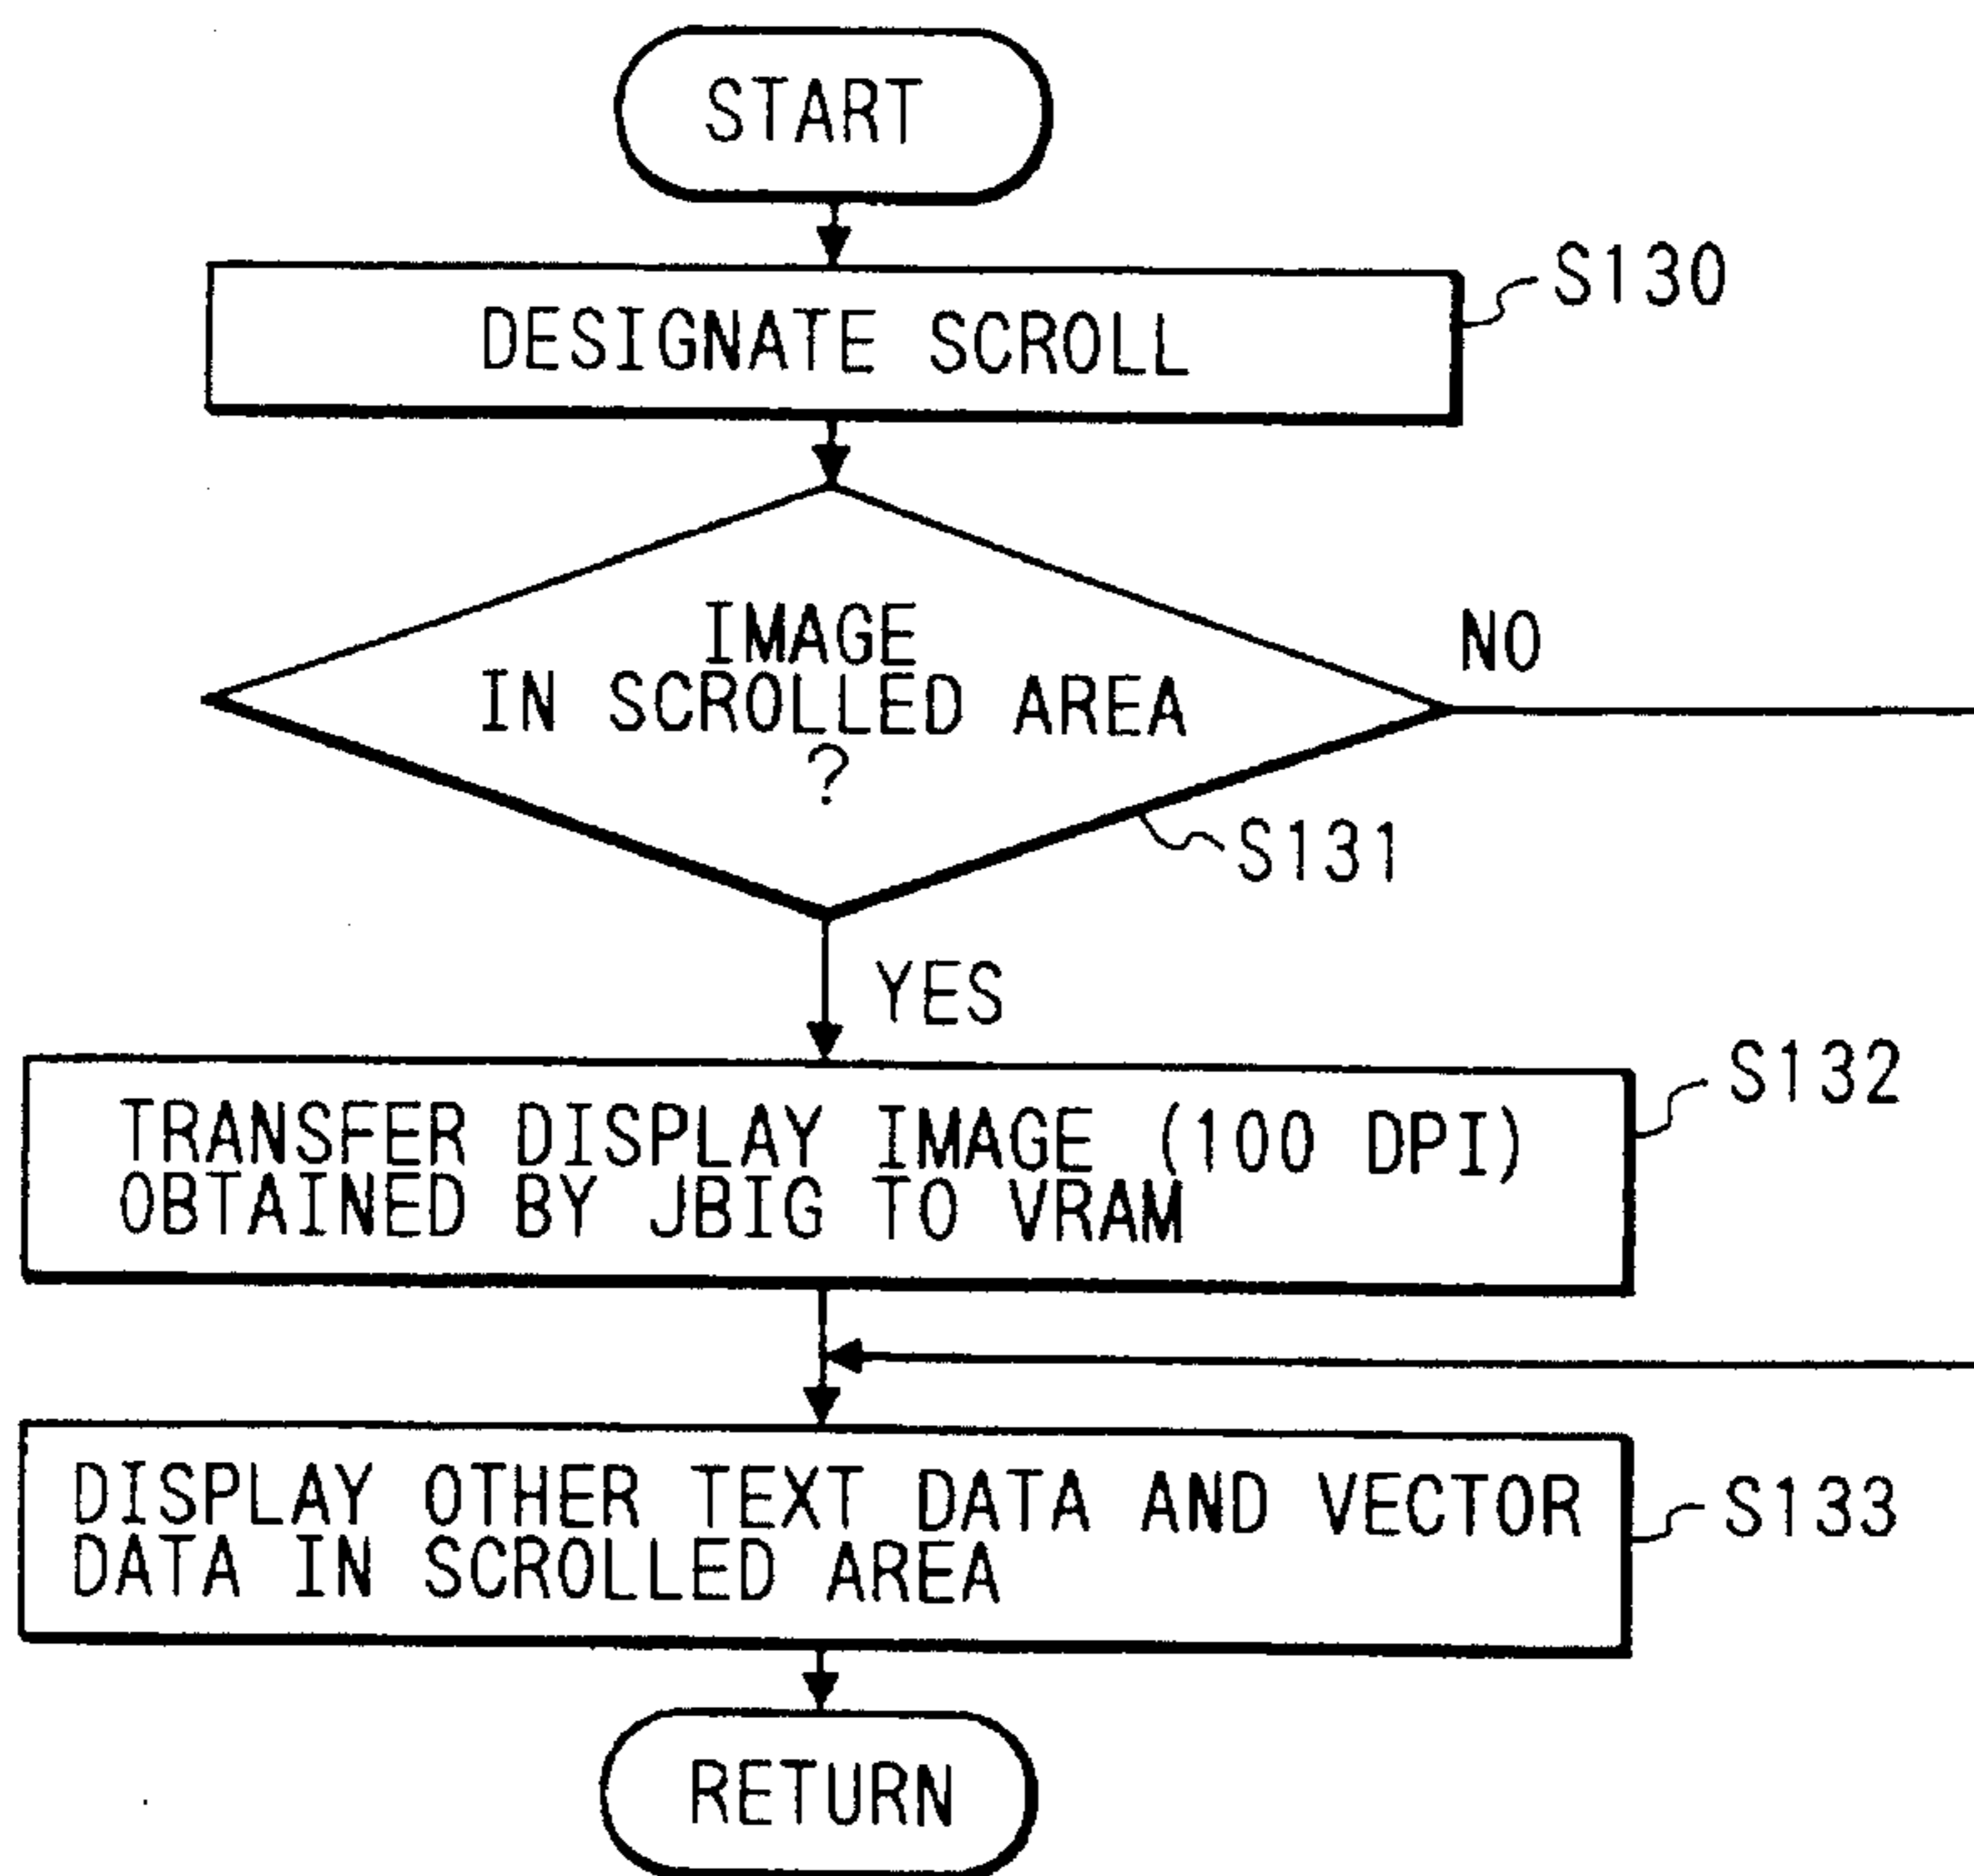 START
DESIGNATE SCROLL
S130
IMAGE
IN SCROLLED AREA
?
NO
S131
YES
TRANSFER DISPLAY IMAGE (100 DPI)
OBTAINED BY JBIG TO VRAM
S132
DISPLAY OTHER TEXT DATA AND VECTOR
DATA IN SCROLLED AREA
S133
RETURN